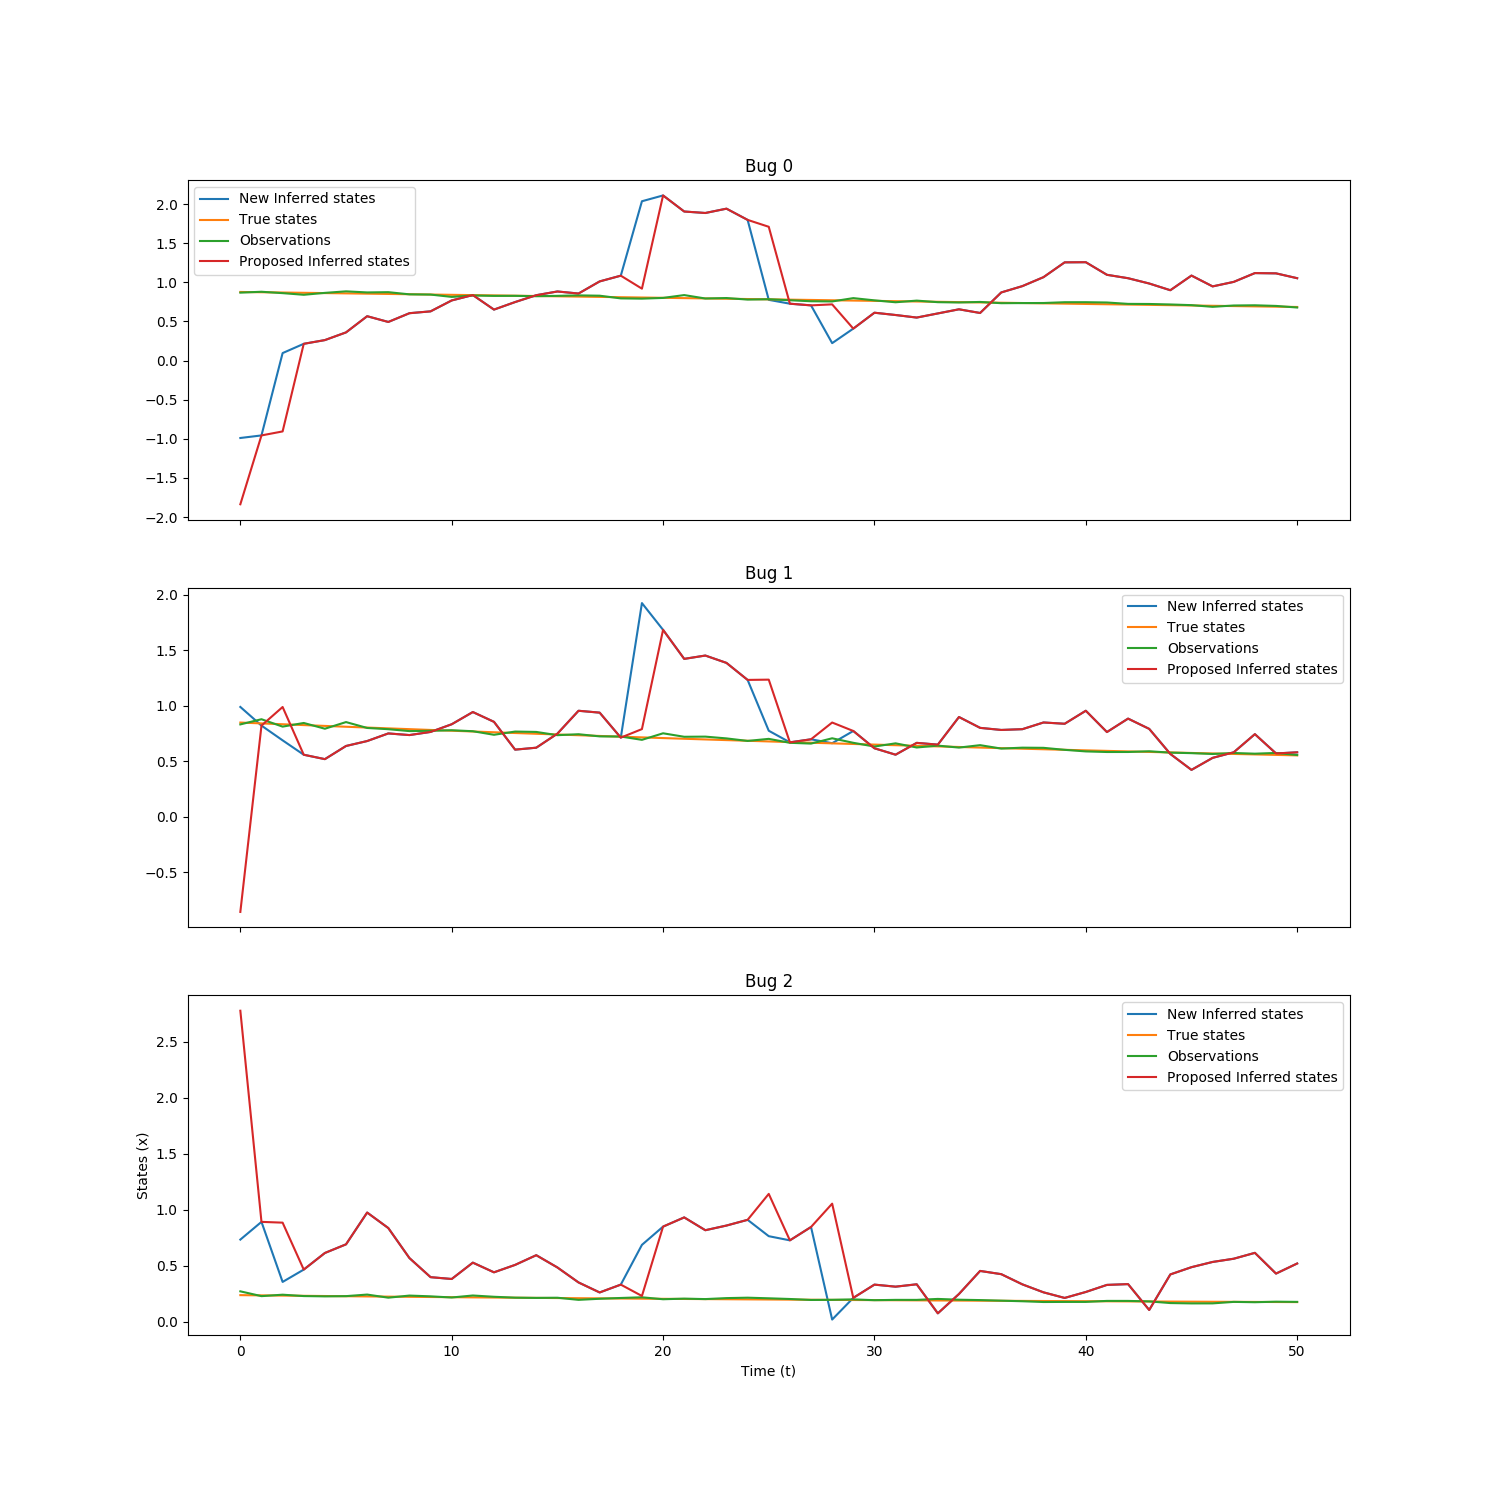 Bug 0
New Inferred states
True states
Observations
Proposed Inferred states
2.0
1.5
1.0
0.5
0.0
−0.5
−1.0
−1.5
−2.0
Bug 1
New Inferred states
True states
Observations
Proposed Inferred states
2.0
1.5
1.0
0.5
0.0
−0.5
Bug 2
New Inferred states
True states
Observations
Proposed Inferred states
2.5
2.0
1.5
1.0
0.5
0.0
States (x)
0 10 20 30 40 50
Time (t)